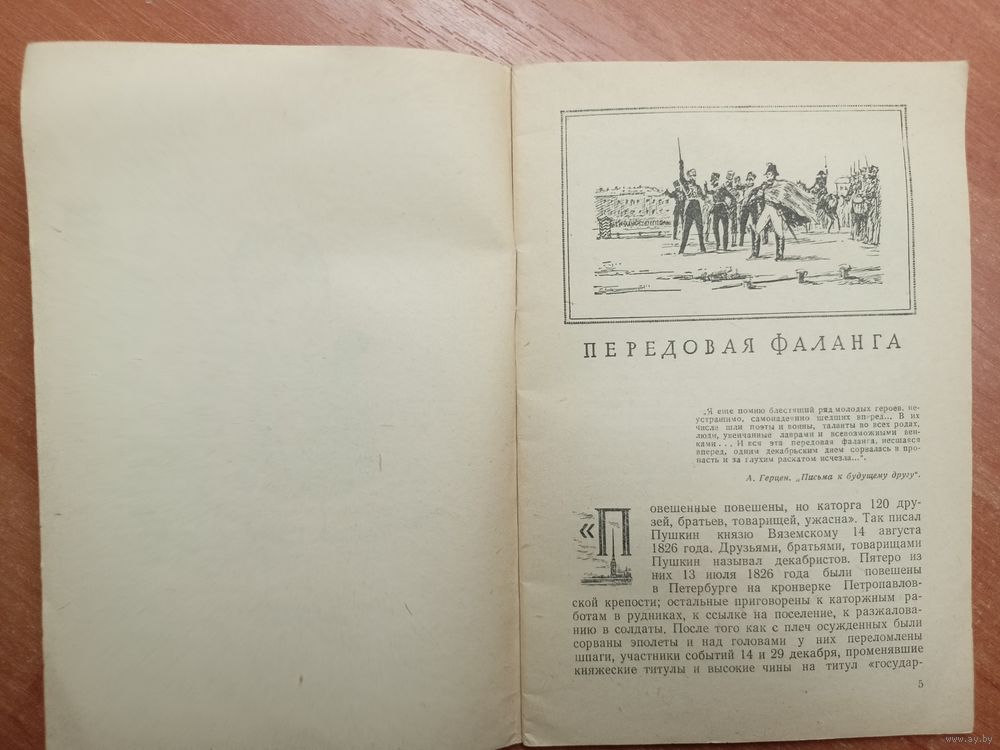 ПЕРЕДОВАЯ ФАЛАНГА
„Я еще помню блестящий ряд молодых героев, не-
устрашимо, самонадеянно шедших вперед... В их
числе шли поэты и воины, таланты во всех родах,
люди, увенчанные лаврами и всевозможными вен-
ками... И вся эта передовая фаланга, несшаяся
вперед, одним декабрьским днем сорвалась в про-
пасть и за глухим раскатом исчезла...“.
А. Герцен. „Письма к будущему другу“.
«Повешенные повешены, но каторга 120 дру-
зей, братьев, товарищей, ужасна». Так писал
Пушкин князю Вяземскому 14 августа
1826 года. Друзьями, братьями, товарищами
Пушкин называл декабристов. Пятеро из
них 13 июля 1826 года были повешены
в Петербурге на кронверке Петропавлов-
ской крепости; остальные приговорены к каторжным ра-
ботам в рудниках, к ссылке на поселение, к разжалова-
нию в солдаты. После того как с плеч осужденных были
сорваны эполеты и над головами у них переломлены
шпаги, участники событий 14 и 29 декабря, променявшие
княжеские титулы и высокие чины на титул «государ-
5
www.ay.by